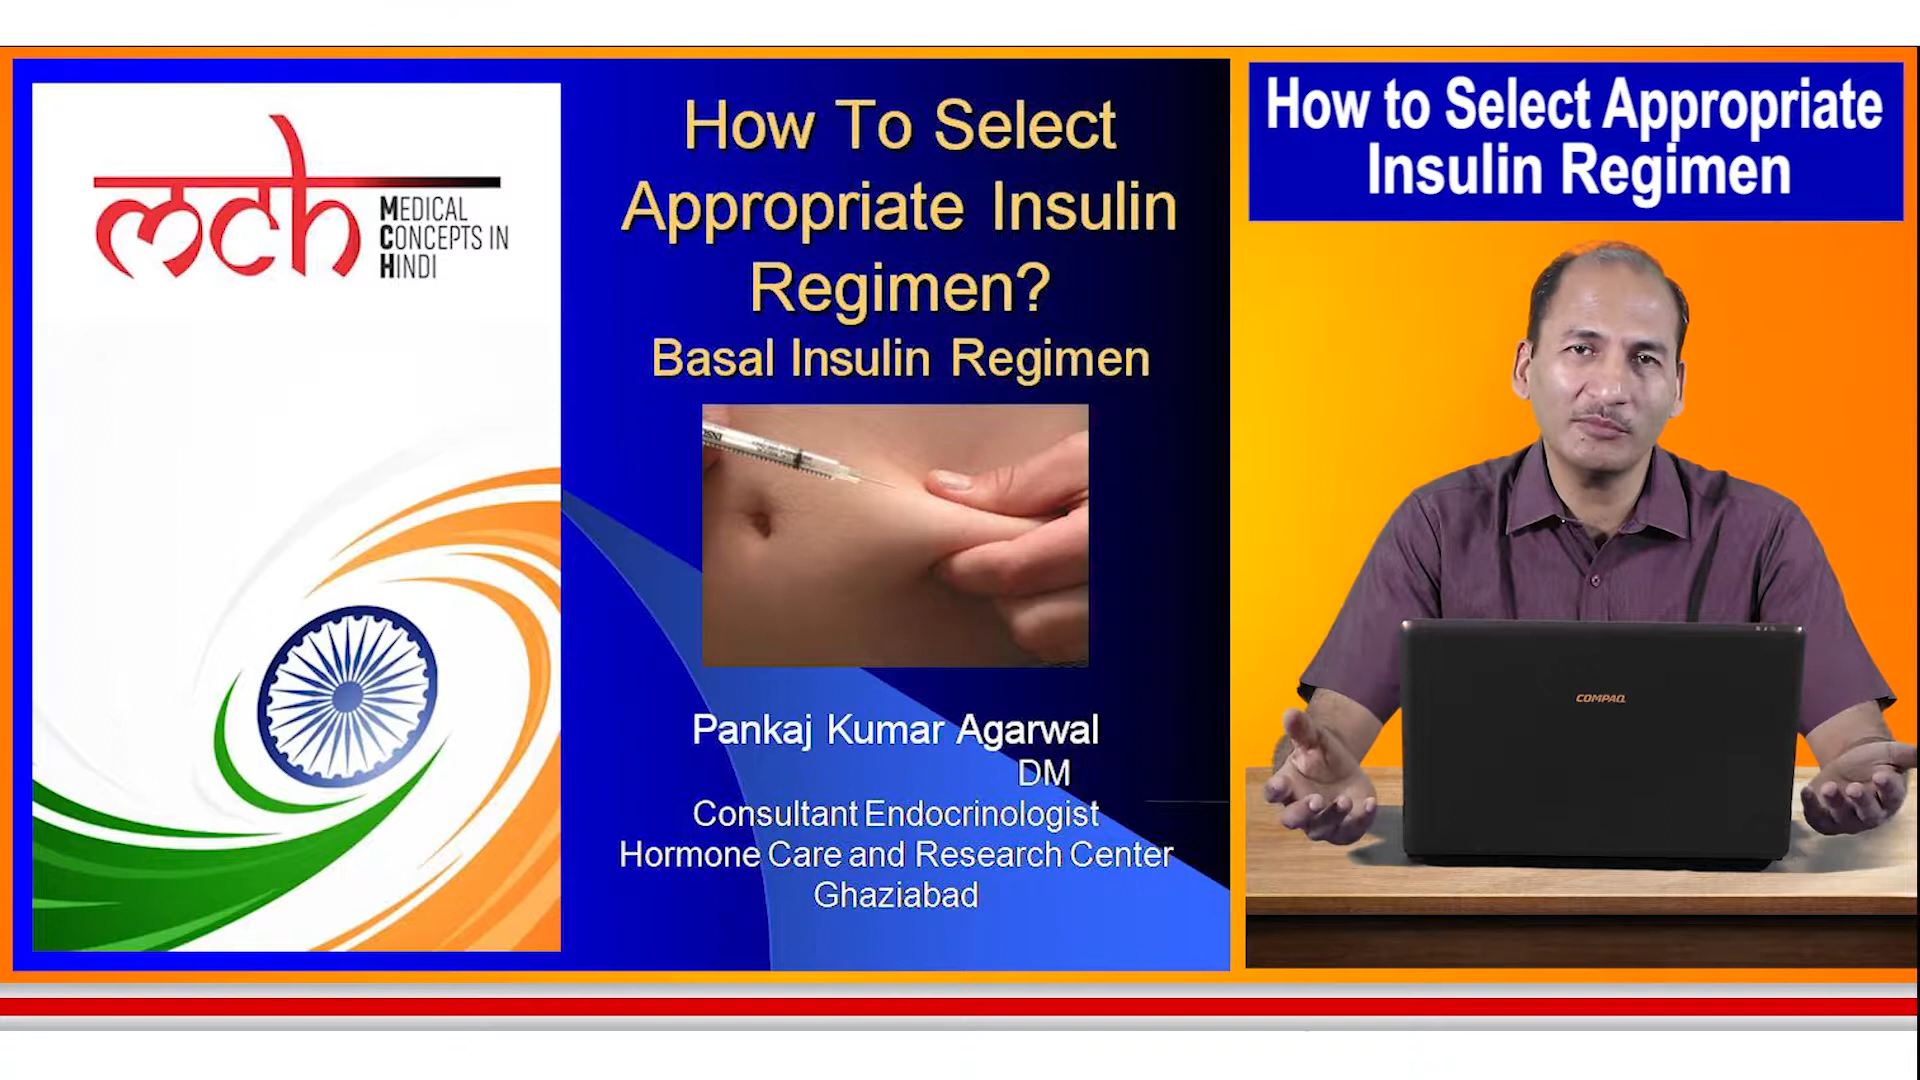 mch
MEDICAL
CONCEPTS IN
HINDI
How To Select
Appropriate Insulin
Regimen?
Basal Insulin Regimen
Pankaj Kumar Agarwal
DM
Consultant Endocrinologist
Hormone Care and Research Center
Ghaziabad
How to Select Appropriate
Insulin Regimen
COMPAQ